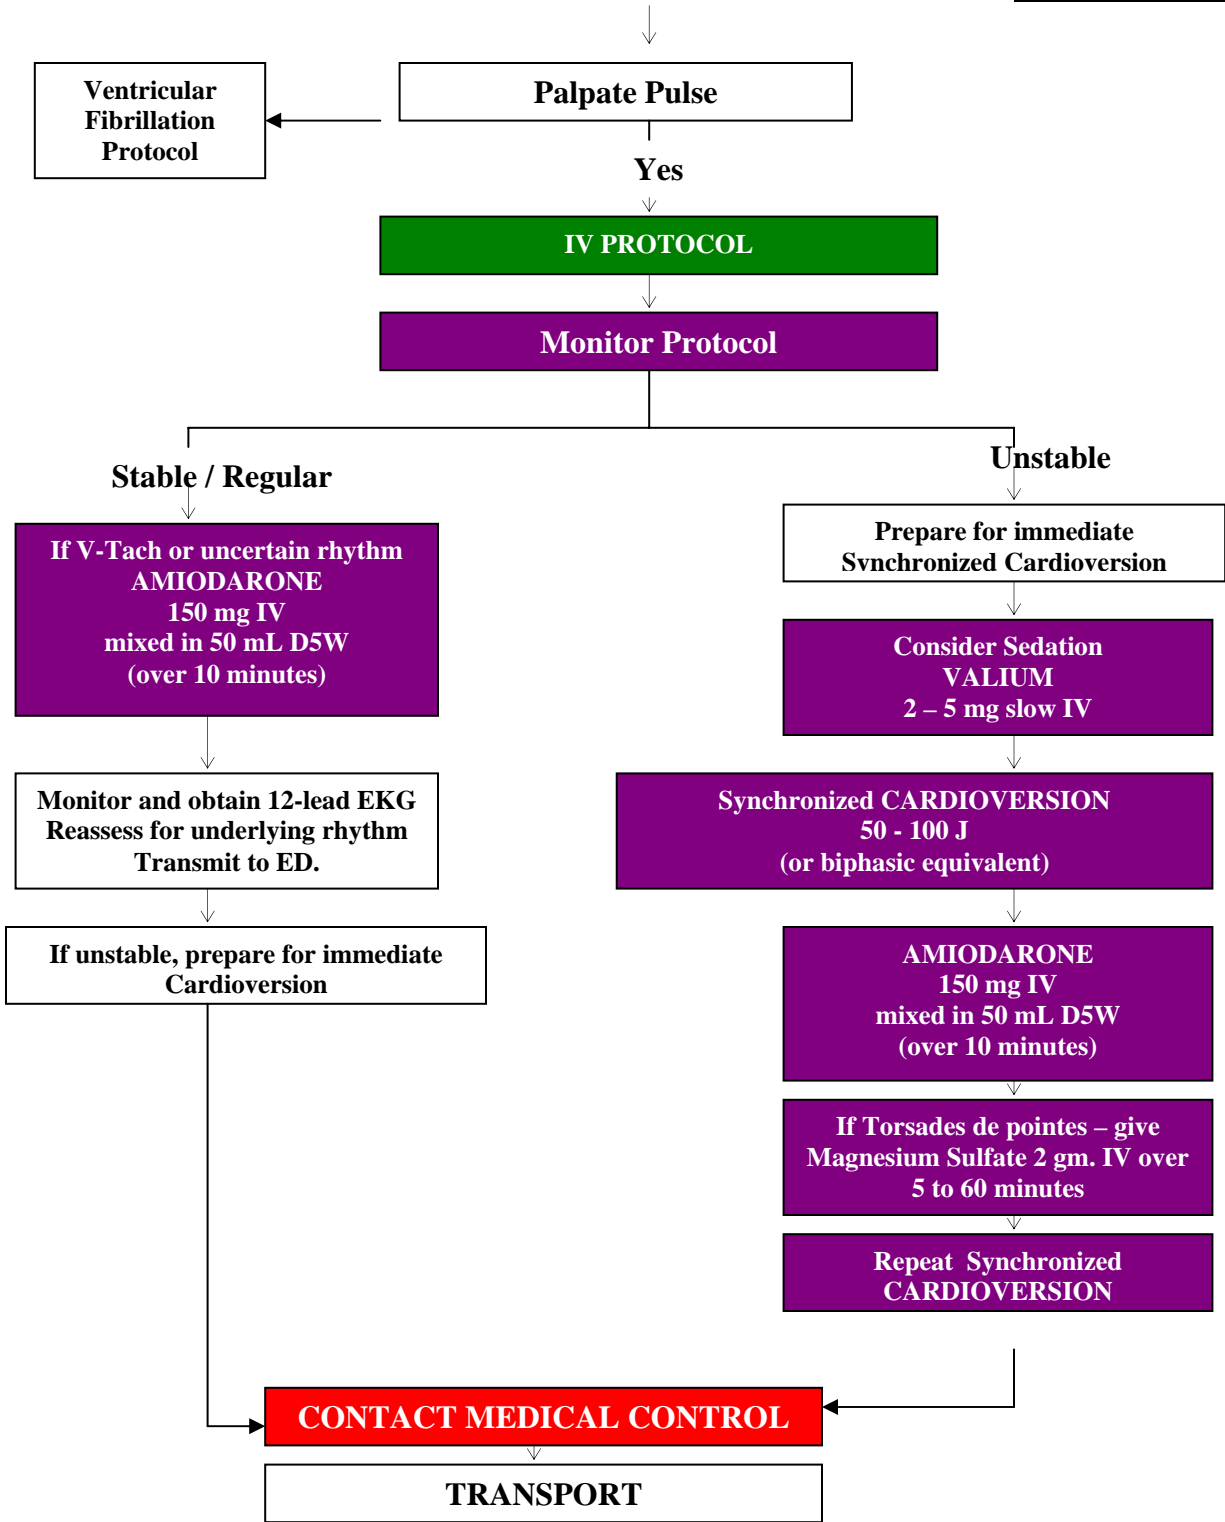 Palpate Pulse
Ventricular
Fibrillation
Protocol
Yes
IV PROTOCOL
Monitor Protocol
Stable / Regular
Unstable
If V-Tach or uncertain rhythm
AMIODARONE
150 mg IV
mixed in 50 mL D5W
(over 10 minutes)
Monitor and obtain 12-lead EKG
Reassess for underlying rhythm
Transmit to ED.
If unstable, prepare for immediate
Cardioversion
Prepare for immediate
Synchronized Cardioversion
Consider Sedation
VALIUM
2 – 5 mg slow IV
Synchronized CARDIOVERSION
50 - 100 J
(or biphasic equivalent)
AMIODARONE
150 mg IV
mixed in 50 mL D5W
(over 10 minutes)
If Torsades de pointes – give
Magnesium Sulfate 2 gm. IV over
5 to 60 minutes
Repeat  Synchronized
CARDIOVERSION
CONTACT MEDICAL CONTROL
TRANSPORT